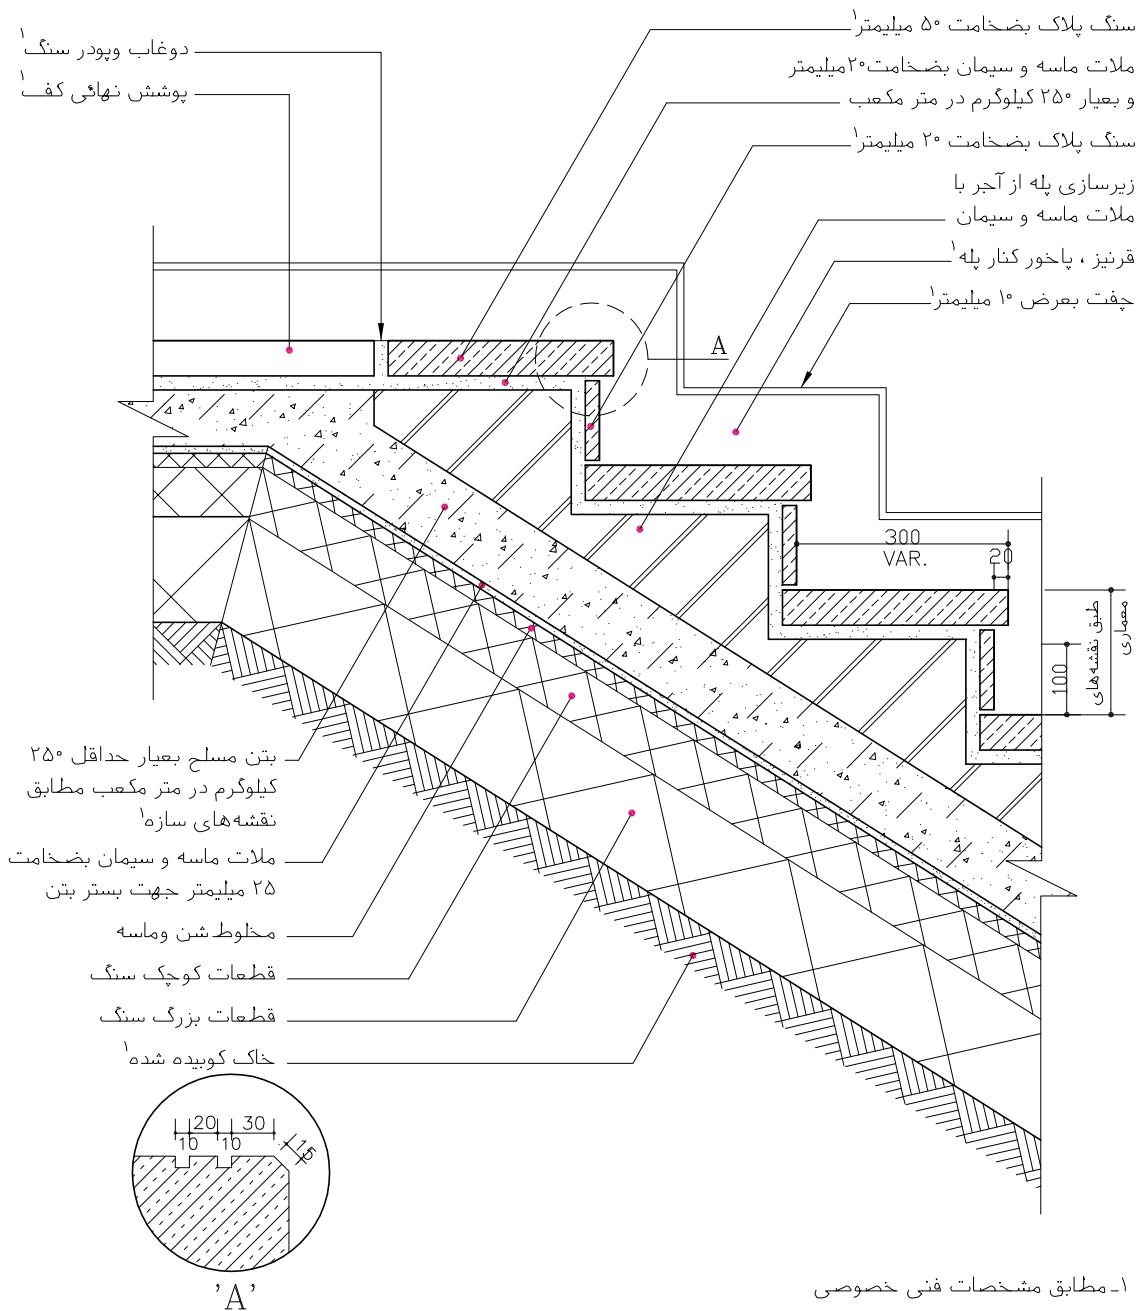 سنگ پلاک بضخامت ۵۰ میلیمتر۱
ملات ماسه و سیمان بضخامت۲۰میلیمتر
و بعیار ۲۵۰ کیلوگرم در متر مکعب
سنگ پلاک بضخامت ۲۰ میلیمتر۱
زیرسازی پله از آجر با
ملات ماسه و سیمان
قرنیز ، پاخور کنار پله۱
چفت بعرض ۱۰ میلیمتر۱
دوغاب وپودر سنگ۱
پوشش نهائی کف۱
A
300
VAR.
20
طبق نقشه‌های
معماری
100
بتن مسلح بعیار حداقل ۲۵۰
کیلوگرم در متر مکعب مطابق
نقشه‌های سازه۱
ملات ماسه و سیمان بضخامت
۲۵ میلیمتر جهت بستر بتن
مخلوط شن وماسه
قطعات کوچک سنگ
قطعات بزرگ سنگ
خاک کوبیده شده۱
20 30
10 10 15
'A'
۱ـ مطابق مشخصات فنی خصوصی